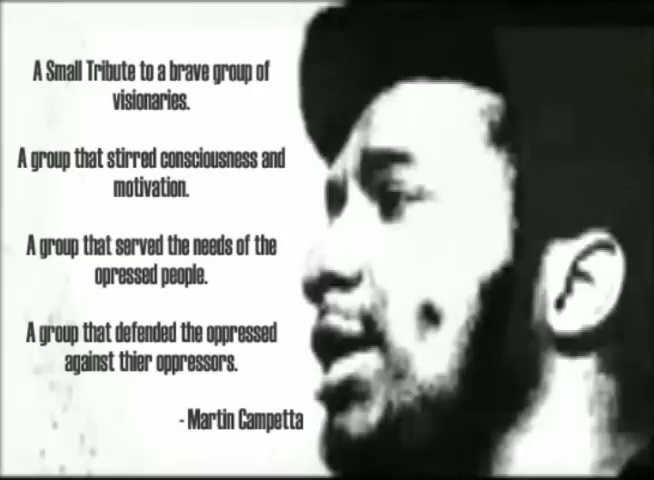 A Small Tribute to a brave group of
visionaries.
A group that stirred consciousness and
motivation.
A group that served the needs of the
opressed people.
A group that defended the oppressed
against thier oppressors.
- Martin Campetta